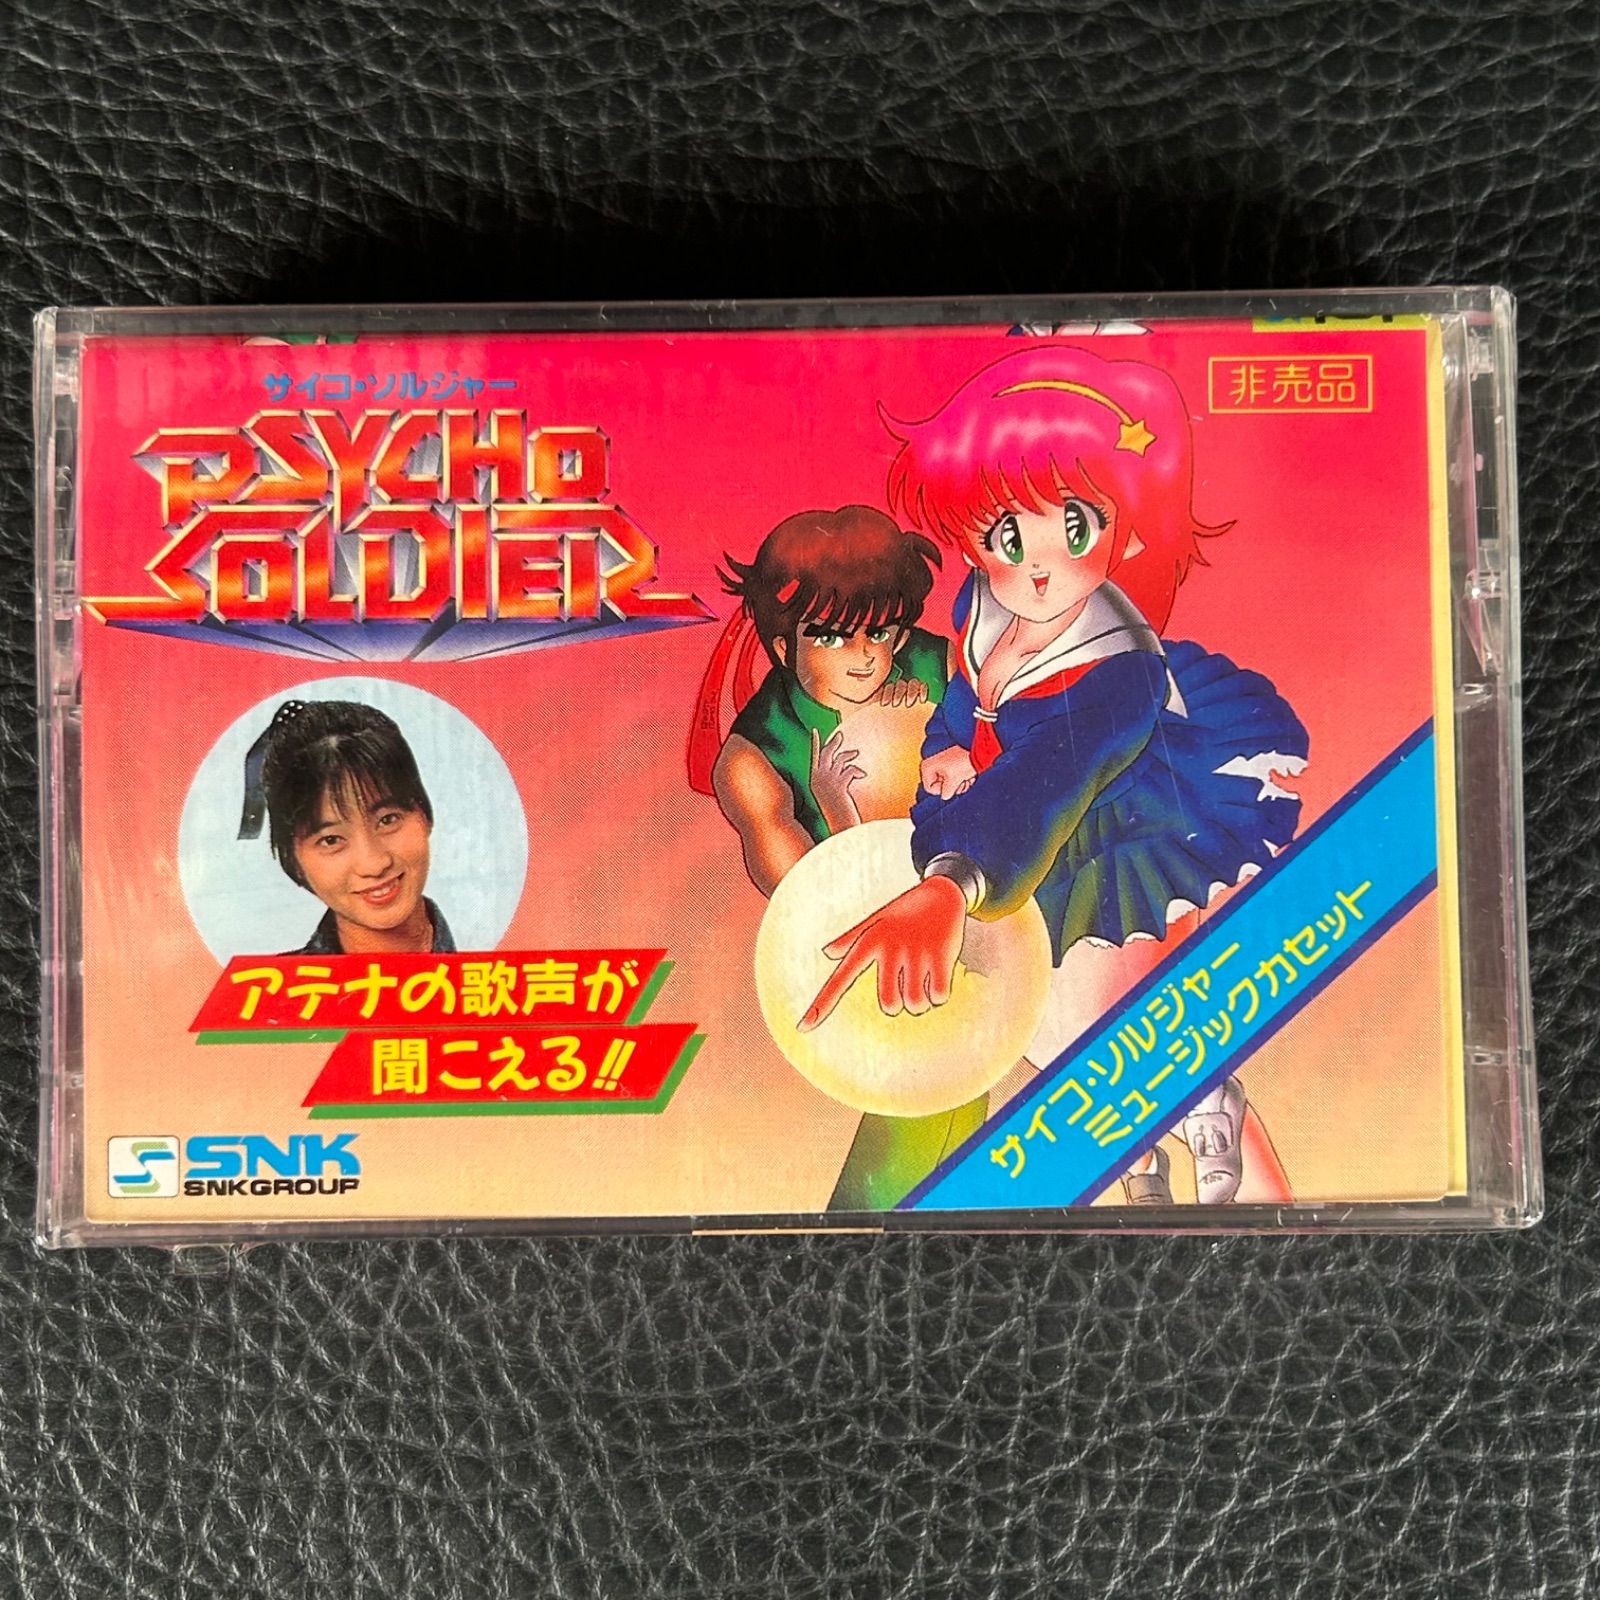 サイコ・ソルジャー
PSYCHO
SOLDIER
非売品
アテナの歌声が
聞こえる!!
サイコ・ソルジャー
ミュージックカセット
SNK
SNK GROUP